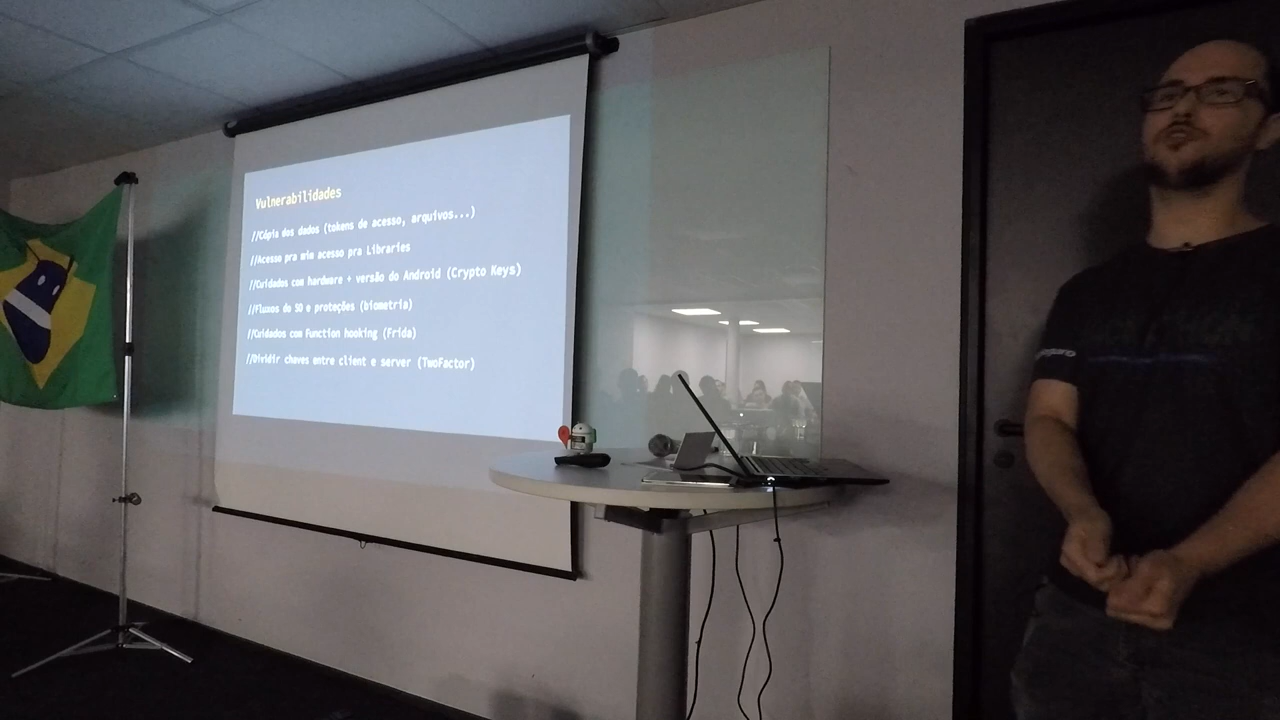 Vulnerabilidades
//Cópia dos dados (tokens de acesso, arquivos...)
//Acesso pra mim acesso pra Libraries
//Cuidados com hardware + versão do Android (Crypto Keys)
//Fluxos do SO e proteções (biometria)
//Cuidados com Function hooking (Frida)
//Dividir chaves entre client e server (TwoFactor)